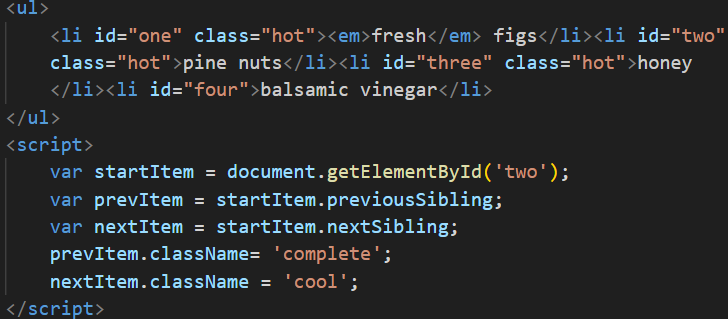 <ul>
<li id="one" class="hot"><em>fresh</em> figs</li><li id="two"
class="hot">pine nuts</li><li id="three" class="hot">honey
</li><li id="four">balsamic vinegar</li>
</ul>
<script>
var startItem = document.getElementById('two');
var prevItem = startItem.previousSibling;
var nextItem = startItem.nextSibling;
prevItem.className= 'complete';
nextItem.className = 'cool';
</script>